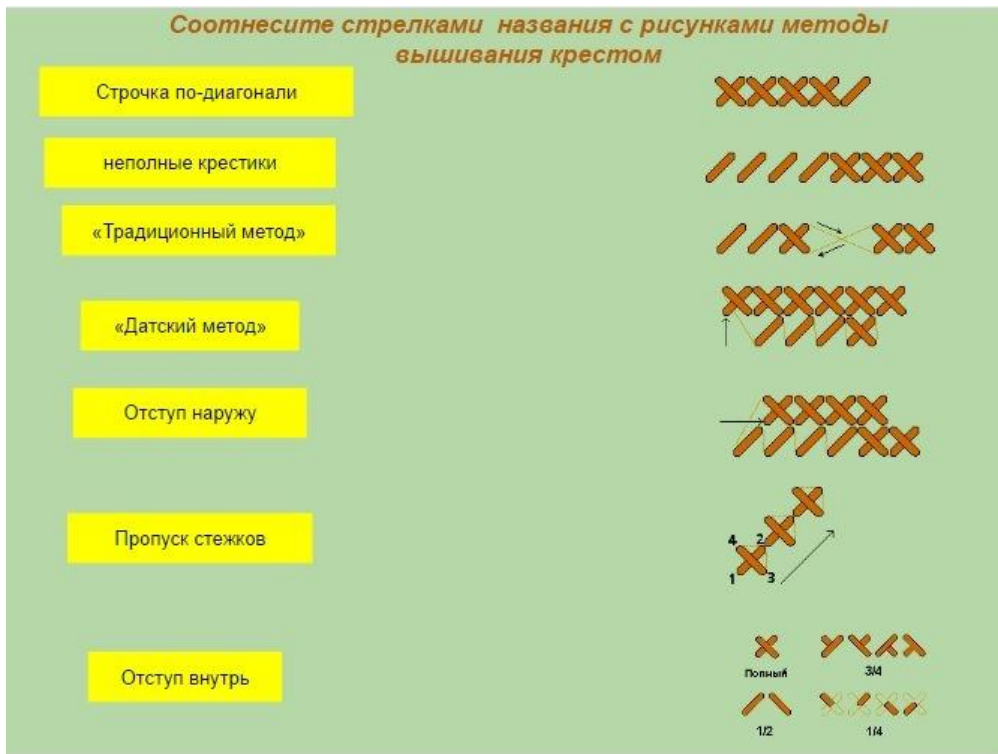 Соотнесите стрелками названия с рисунками методы
вышивания крестом
Строчка по-диагонали
неполные крестики
«Традиционный метод»
«Датский метод»
Отступ наружу
Пропуск стежков
4 2
1 3
Отступ внутрь
Полный 3/4
1/2 1/4